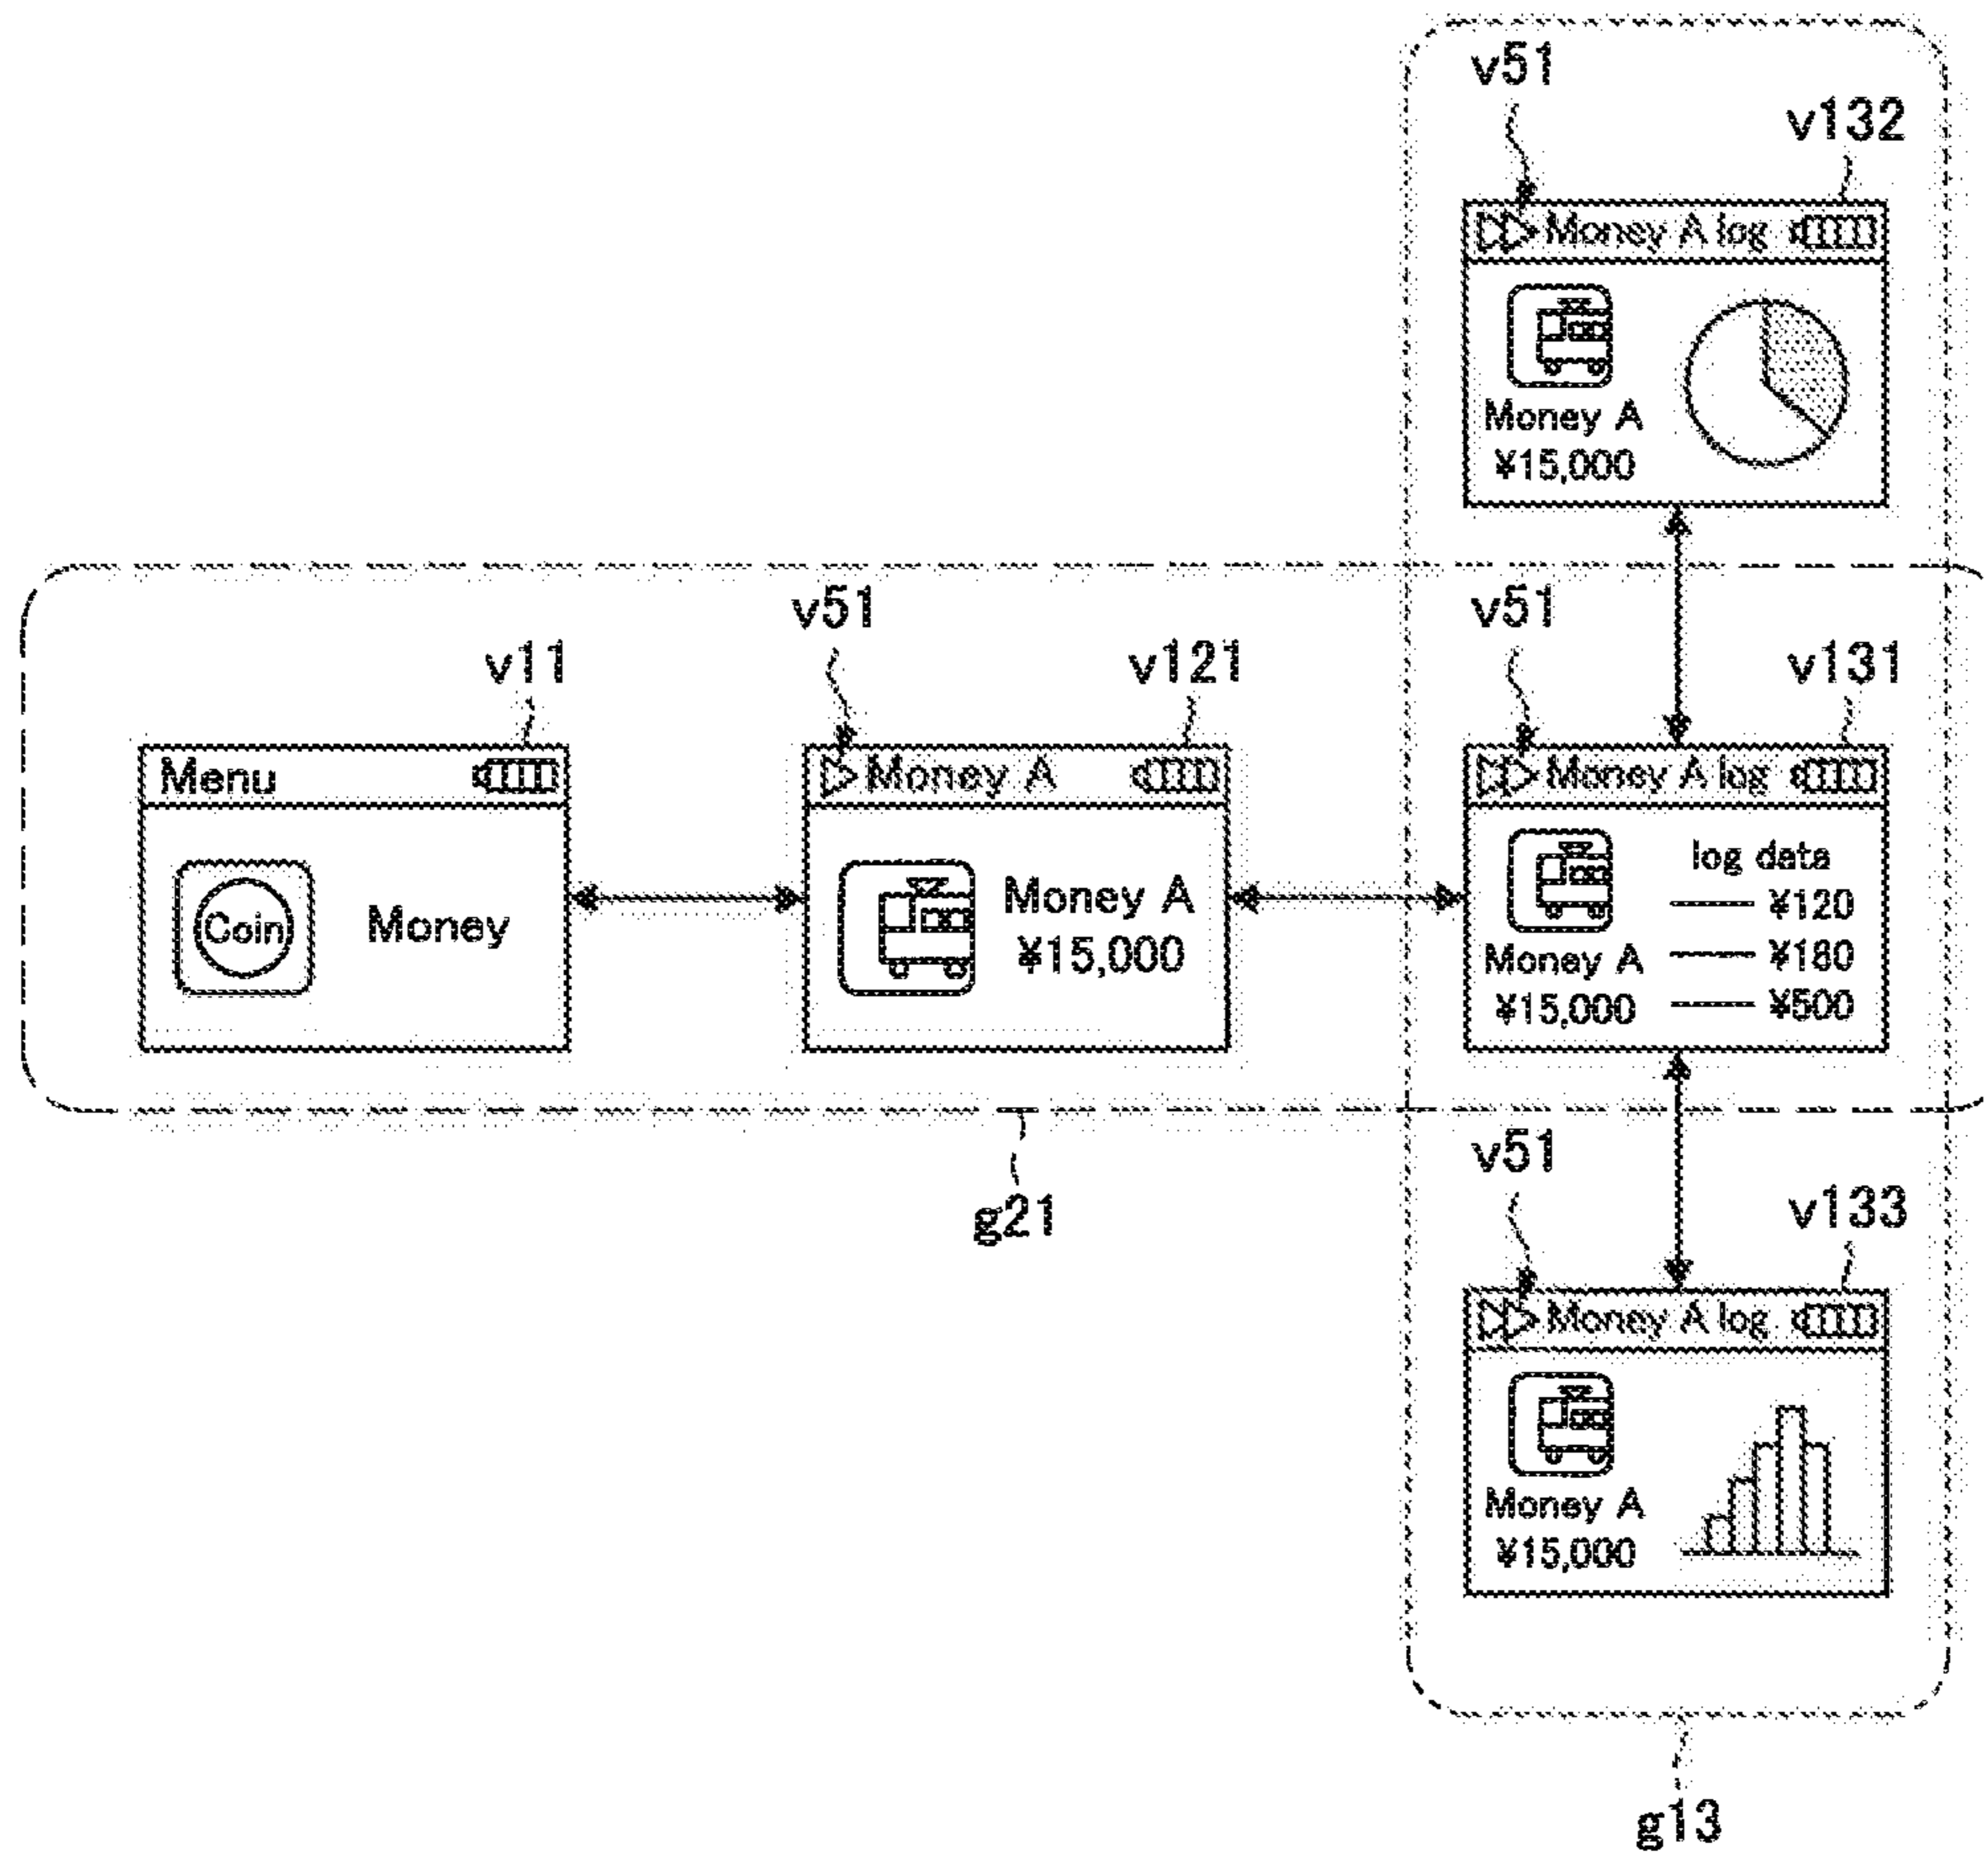 v51
v132
Money A log
Money A
¥15,000
v51
v51
v11
v121
v131
Menu
Money A
Money A log
Coin
Money
Money A
¥15,000
log data
¥120
¥180
¥500
Money A
¥15,000
v51
g21
v133
Money A log
Money A
¥15,000
g13